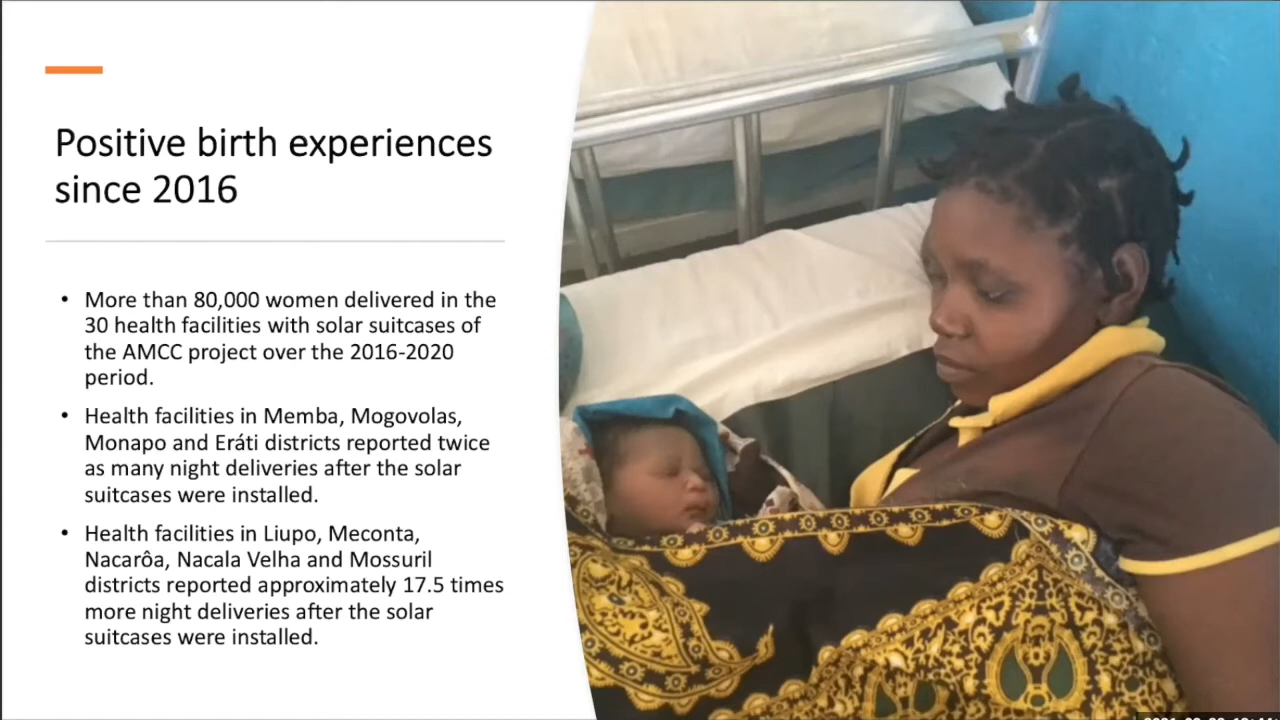 Positive birth experiences
since 2016
• More than 80,000 women delivered in the
30 health facilities with solar suitcases of
the AMCC project over the 2016-2020
period.
• Health facilities in Memba, Mogovolas,
Monapo and Eráti districts reported twice
as many night deliveries after the solar
suitcases were installed.
• Health facilities in Liupo, Meconta,
Nacarôa, Nacala Velha and Mossuril
districts reported approximately 17.5 times
more night deliveries after the solar
suitcases were installed.